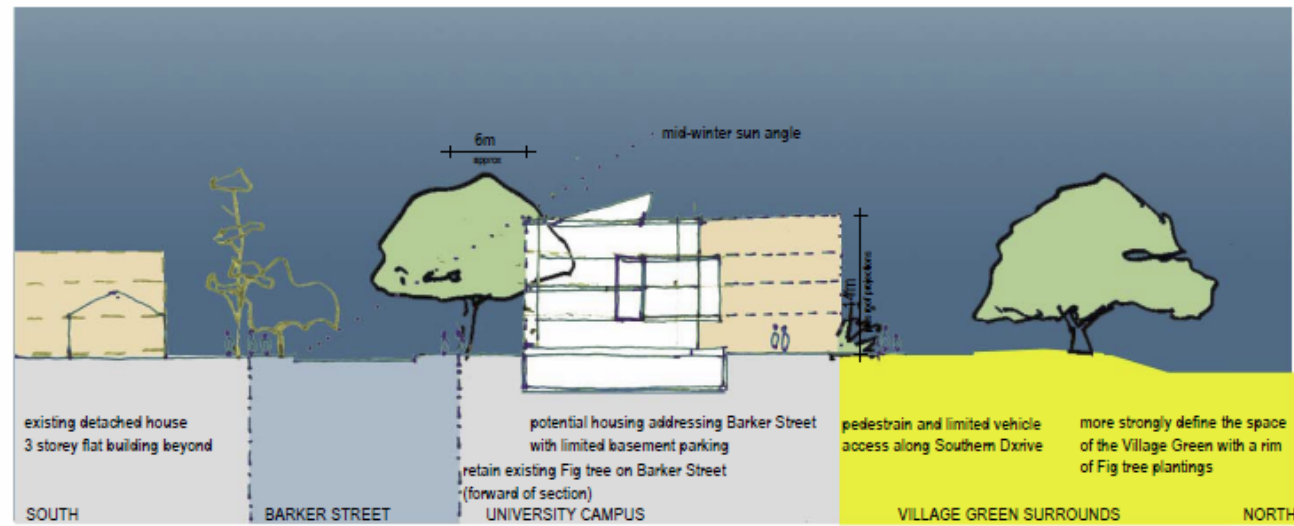 6m
approx
mid-winter sun angle
14m
existing detached house
3 storey flat building beyond
potential housing addressing Barker Street
with limited basement parking
retain existing Fig tree on Barker Street
(forward of section)
pedestrain and limited vehicle
access along Southern Dxrive
more strongly define the space
of the Village Green with a rim
of Fig tree plantings
SOUTH
BARKER STREET
UNIVERSITY CAMPUS
VILLAGE GREEN SURROUNDS
NORTH